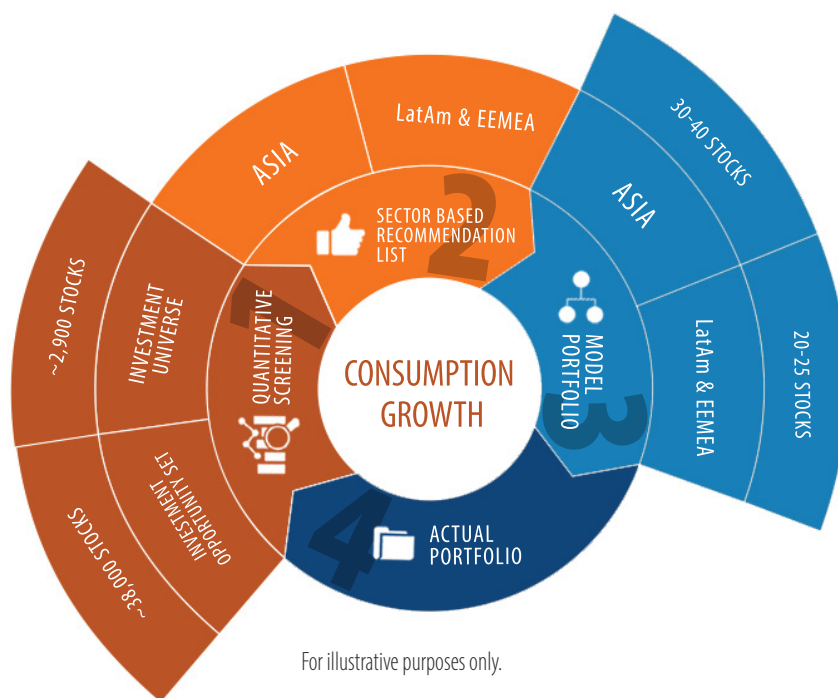 CONSUMPTION
GROWTH
1
QUANTITATIVE
SCREENING
INVESTMENT
UNIVERSE
~2,900 STOCKS
INVESTMENT
OPPORTUNITY SET
~38,000 STOCKS
2
SECTOR BASED
RECOMMENDATION
LIST
ASIA
LatAm & EEMEA
3
MODEL
PORTFOLIO
ASIA
30-40 STOCKS
LatAm & EEMEA
20-25 STOCKS
4
ACTUAL
PORTFOLIO
For illustrative purposes only.